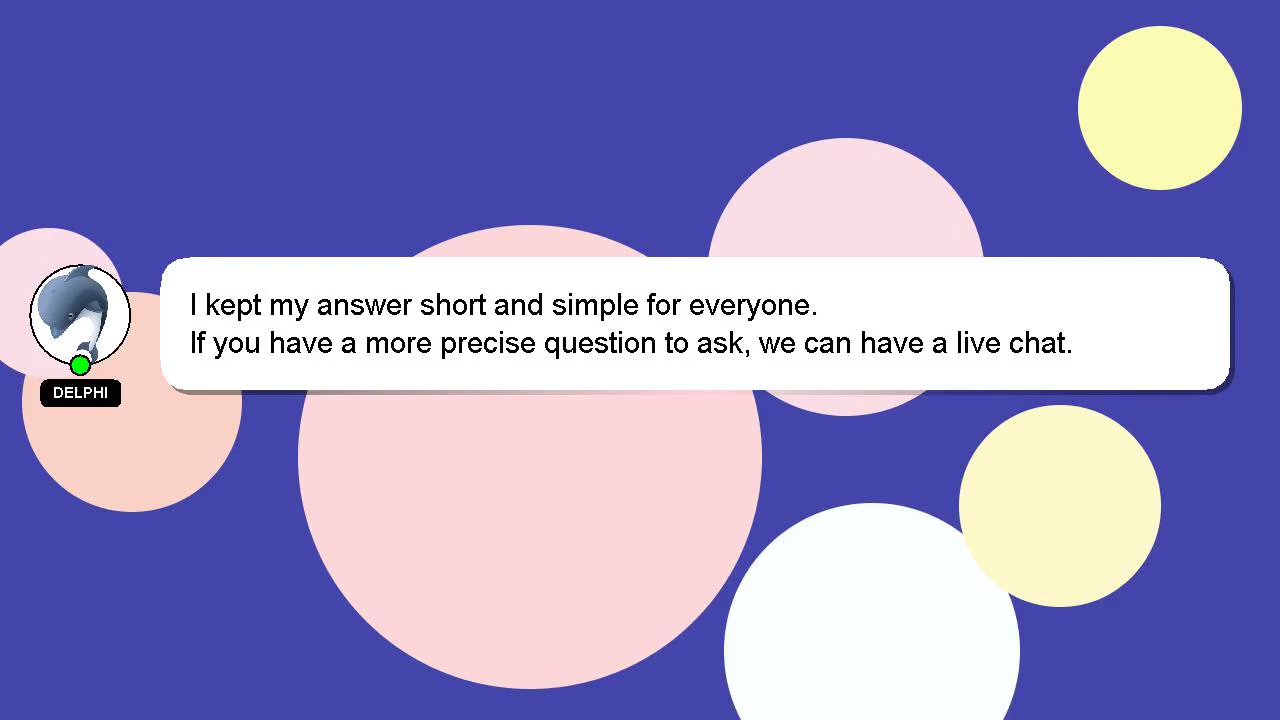 I kept my answer short and simple for everyone.
If you have a more precise question to ask, we can have a live chat.
DELPHI